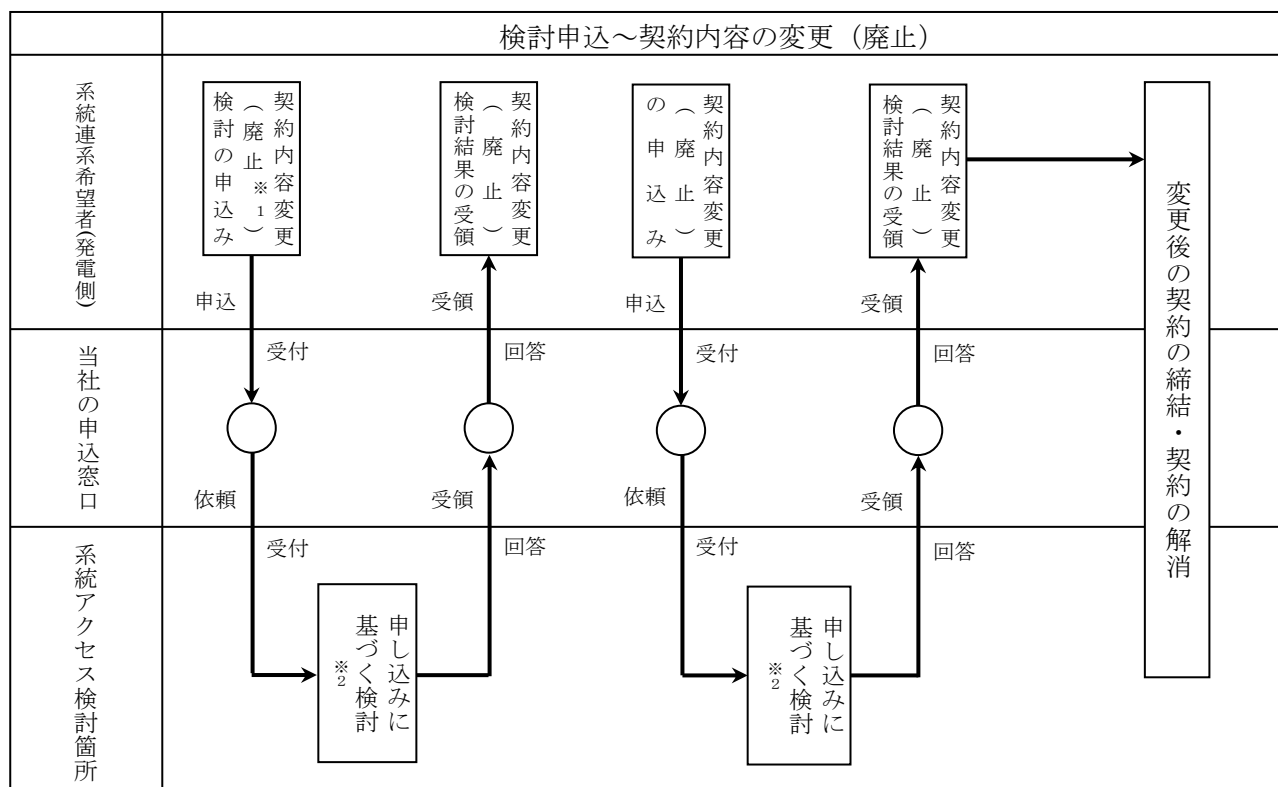 検討申込～契約内容の変更（廃止）
系統連系希望者(発電側)
契約内容変更
（廃止※1）
検討の申込み
契約内容変更
（廃止）
検討結果の受領
契約内容変更
（廃止）
の申込み
契約内容変更
（廃止）
検討結果の受領
変更後の契約の締結・契約の解消
申込
受領
申込
受領
当社の申込窓口
受付
回答
受付
回答
依頼
受領
依頼
受領
系統アクセス検討箇所
受付
回答
受付
回答
申し込みに
基づく検討
※2
申し込みに
基づく検討
※2